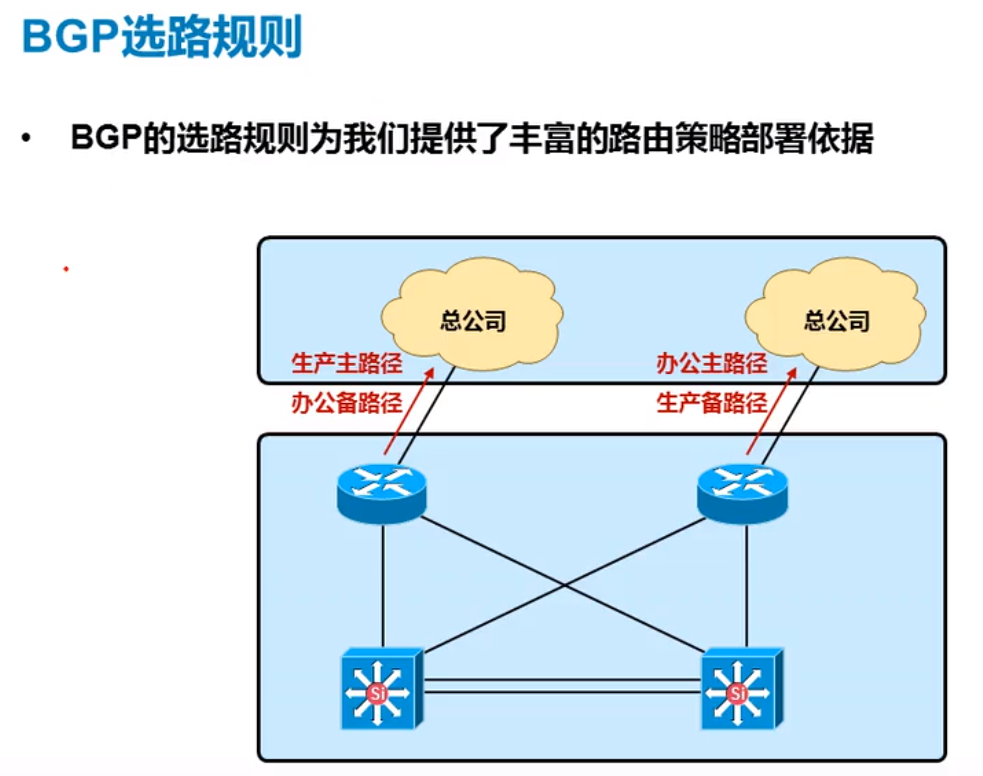 BGP选路规则
• BGP的选路规则为我们提供了丰富的路由策略部署依据
总公司
总公司
生产主路径
办公主路径
办公备路径
生产备路径
Si
Si